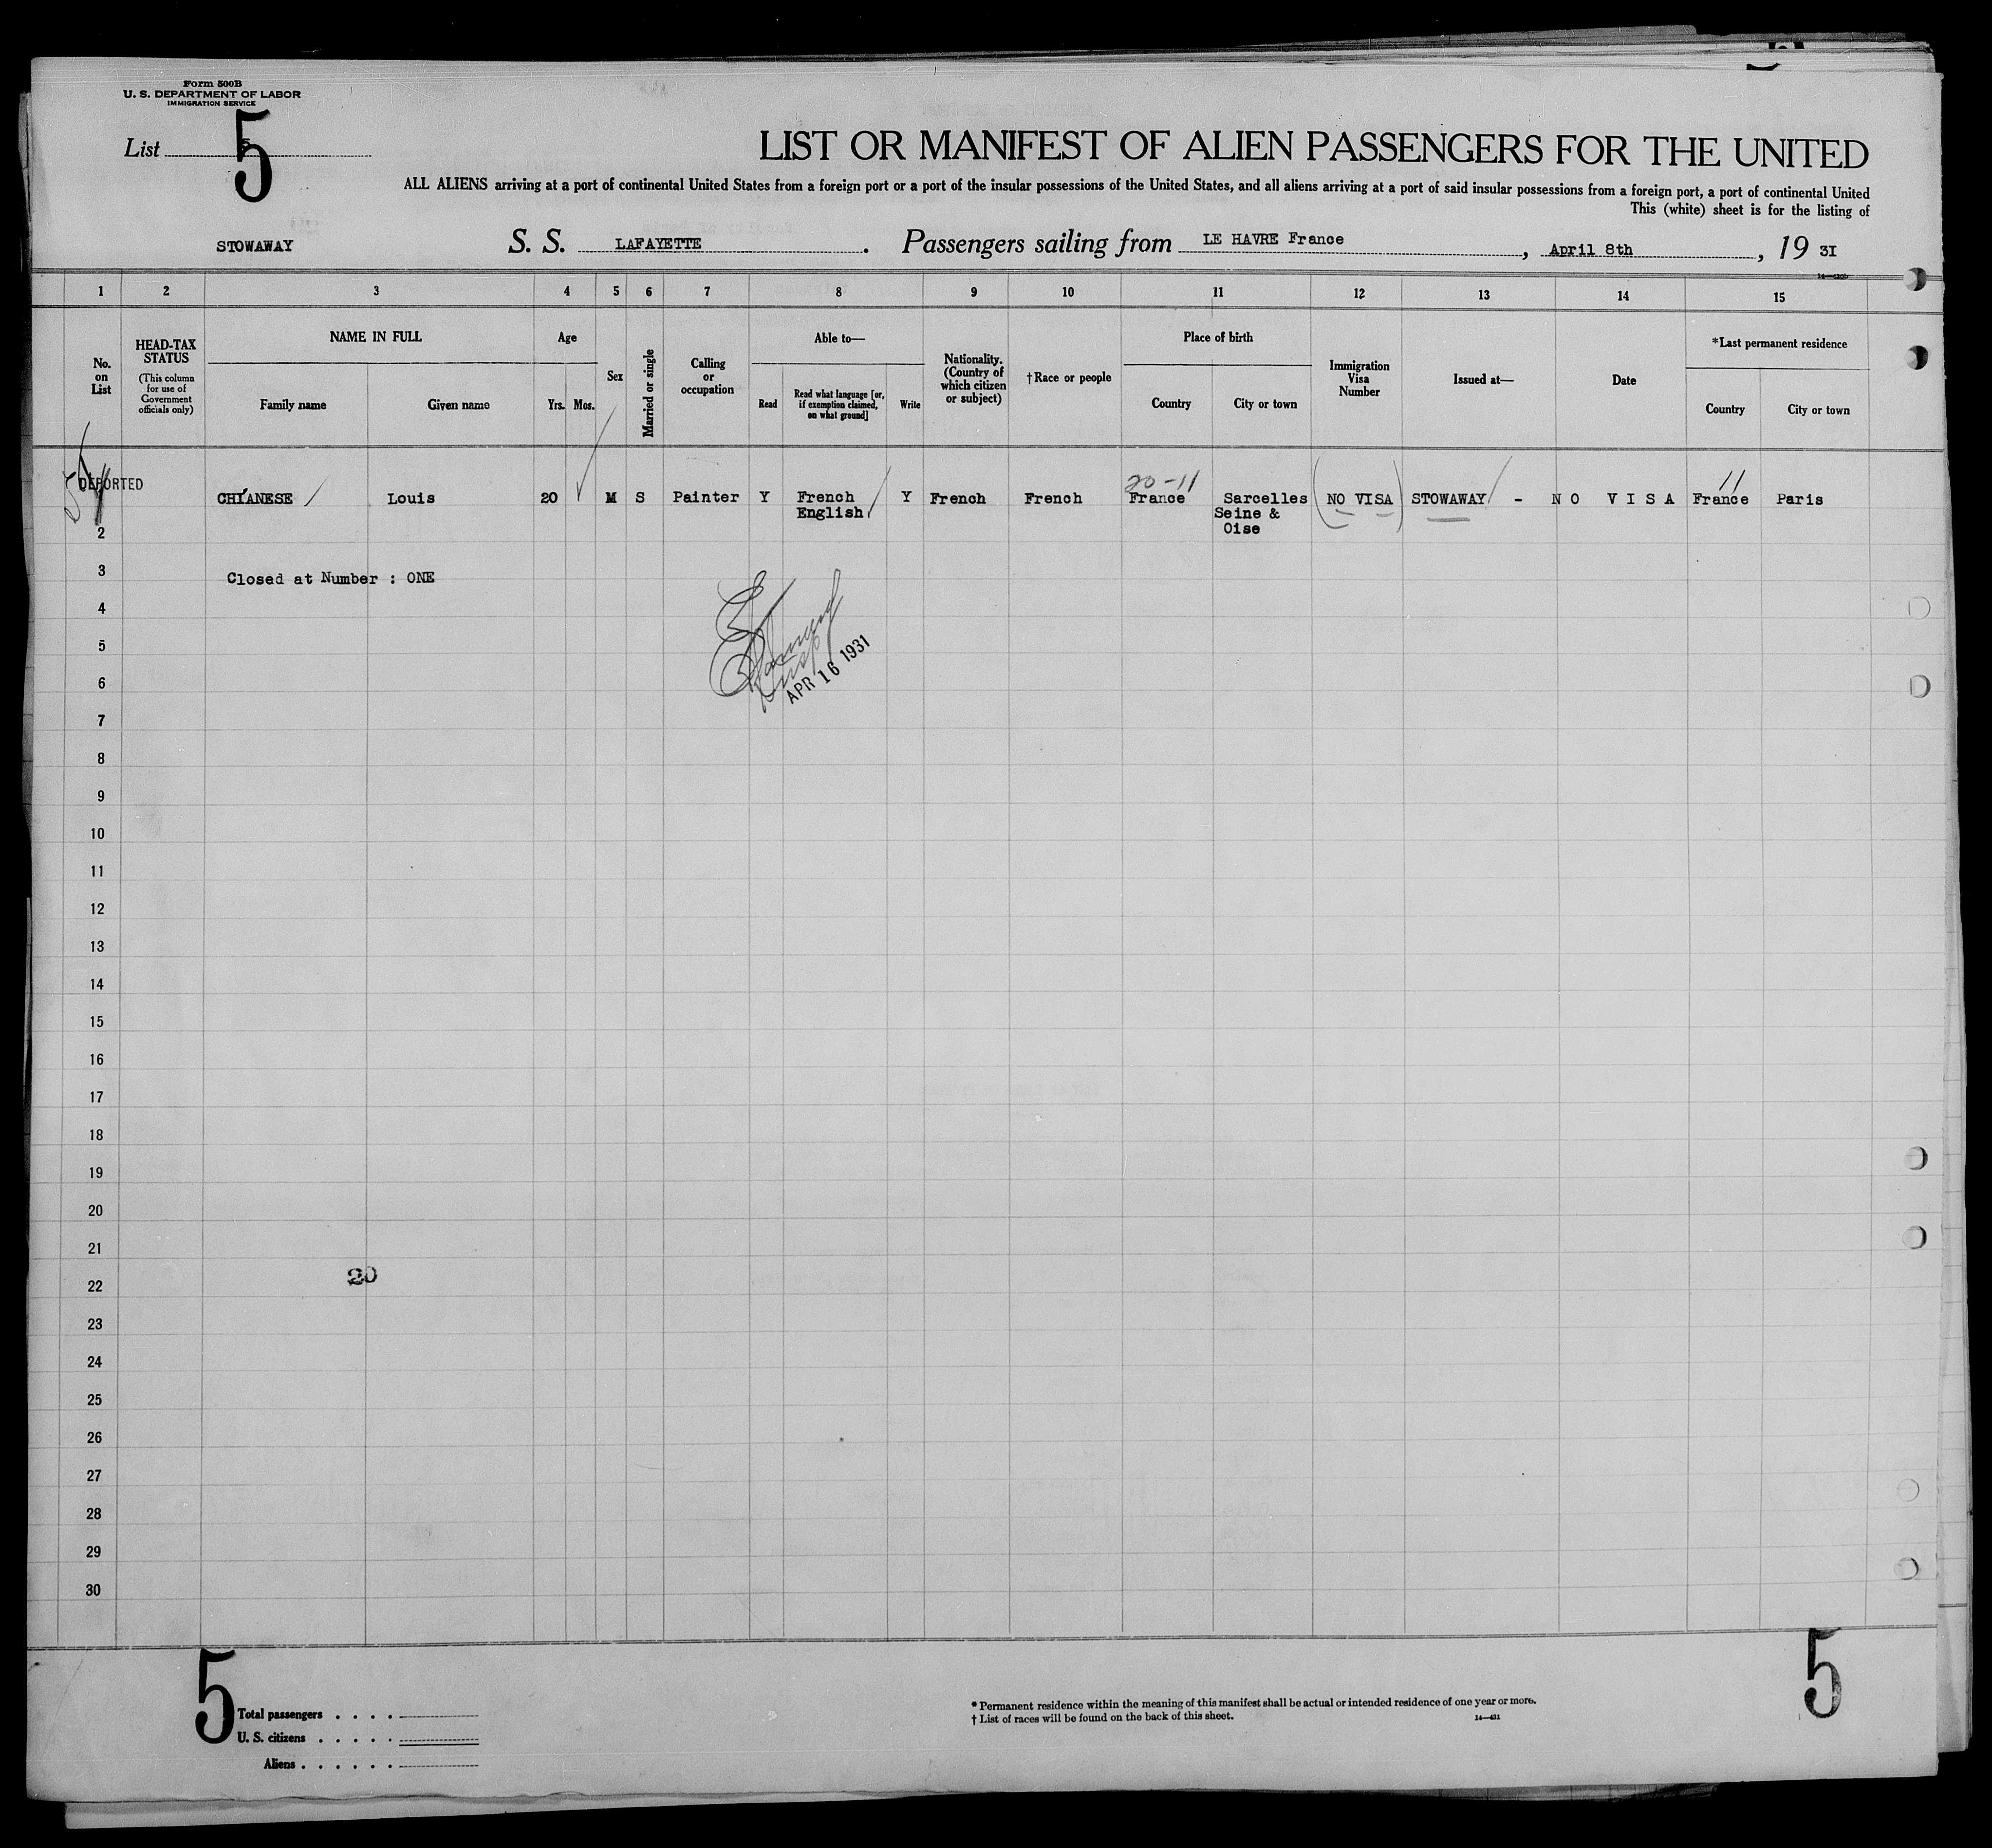 Form 500B
U. S. DEPARTMENT OF LABOR
IMMIGRATION SERVICE
List 5
5
LIST OR MANIFEST OF ALIEN PASSENGERS FOR THE UNITED
ALL ALIENS arriving at a port of continental United States from a foreign port or a port of the insular possessions of the United States, and all aliens arriving at a port of said insular possessions from a foreign port, a port of continental United
This (white) sheet is for the listing of
STOWAWAY S. S. LAFAYETTE. Passengers sailing from LE HAVRE France, April 8th, 19 31
1 2 3 4 5 6 7 8 9 10 11 12 13 14 15
No. on List
HEAD-TAX STATUS
(This column for use of Government officials only)
NAME IN FULL
Family name Given name
Age
Yrs. Mos.
Sex
Married or single
Calling or occupation
Able to—
Read
Read what language [or, if exemption claimed, on what ground]
Write
Nationality. (Country of which citizen or subject)
†Race or people
Place of birth
Country City or town
Immigration Visa Number
Issued at—
Date
*Last permanent residence
Country City or town
DEPORTED
20-11 11
CHIANESE Louis 20 M S Painter Y French Y French French France Sarcelles NO VISA STOWAWAY - NO VISA France Paris
English Seine &
Oise
2
3
Closed at Number : ONE
4
5
6
APR 16 1931
7
8
9
10
11
12
13
14
15
16
17
18
19
20
21
20
22
23
24
25
26
27
28
29
30
5
5
Total passengers
U. S. citizens
Aliens
* Permanent residence within the meaning of this manifest shall be actual or intended residence of one year or more.
† List of races will be found on the back of this sheet. 14—431